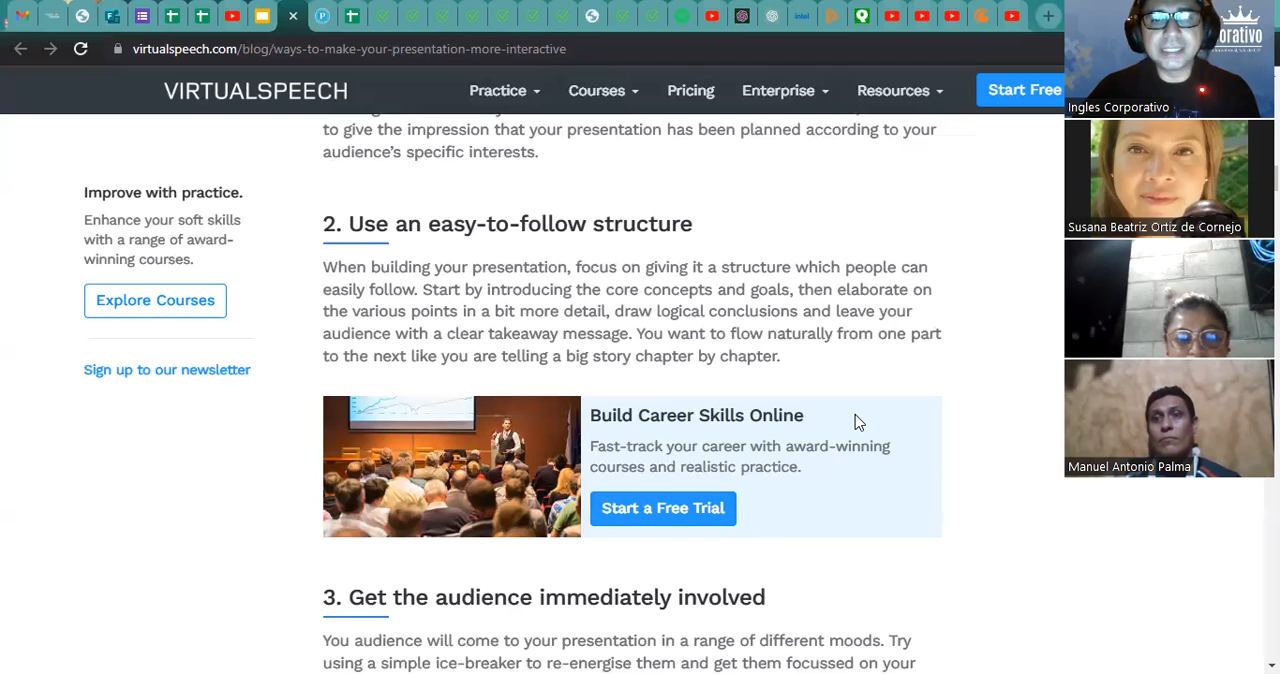 virtualspeech.com/blog/ways-to-make-your-presentation-more-interactive
VIRTUALSPEECH
Practice
Courses
Pricing
Enterprise
Resources
Start Free
to give the impression that your presentation has been planned according to your
audience's specific interests.
Improve with practice.
Enhance your soft skills
with a range of award-
winning courses.
Explore Courses
Sign up to our newsletter
2. Use an easy-to-follow structure
When building your presentation, focus on giving it a structure which people can
easily follow. Start by introducing the core concepts and goals, then elaborate on
the various points in a bit more detail, draw logical conclusions and leave your
audience with a clear takeaway message. You want to flow naturally from one part
to the next like you are telling a big story chapter by chapter.
Build Career Skills Online
Fast-track your career with award-winning
courses and realistic practice.
Start a Free Trial
3. Get the audience immediately involved
You audience will come to your presentation in a range of different moods. Try
using a simple ice-breaker to re-energise them and get them focussed on your
orativo
Ingles Corporativo
Susana Beatriz Ortiz de Cornejo
Manuel Antonio Palma